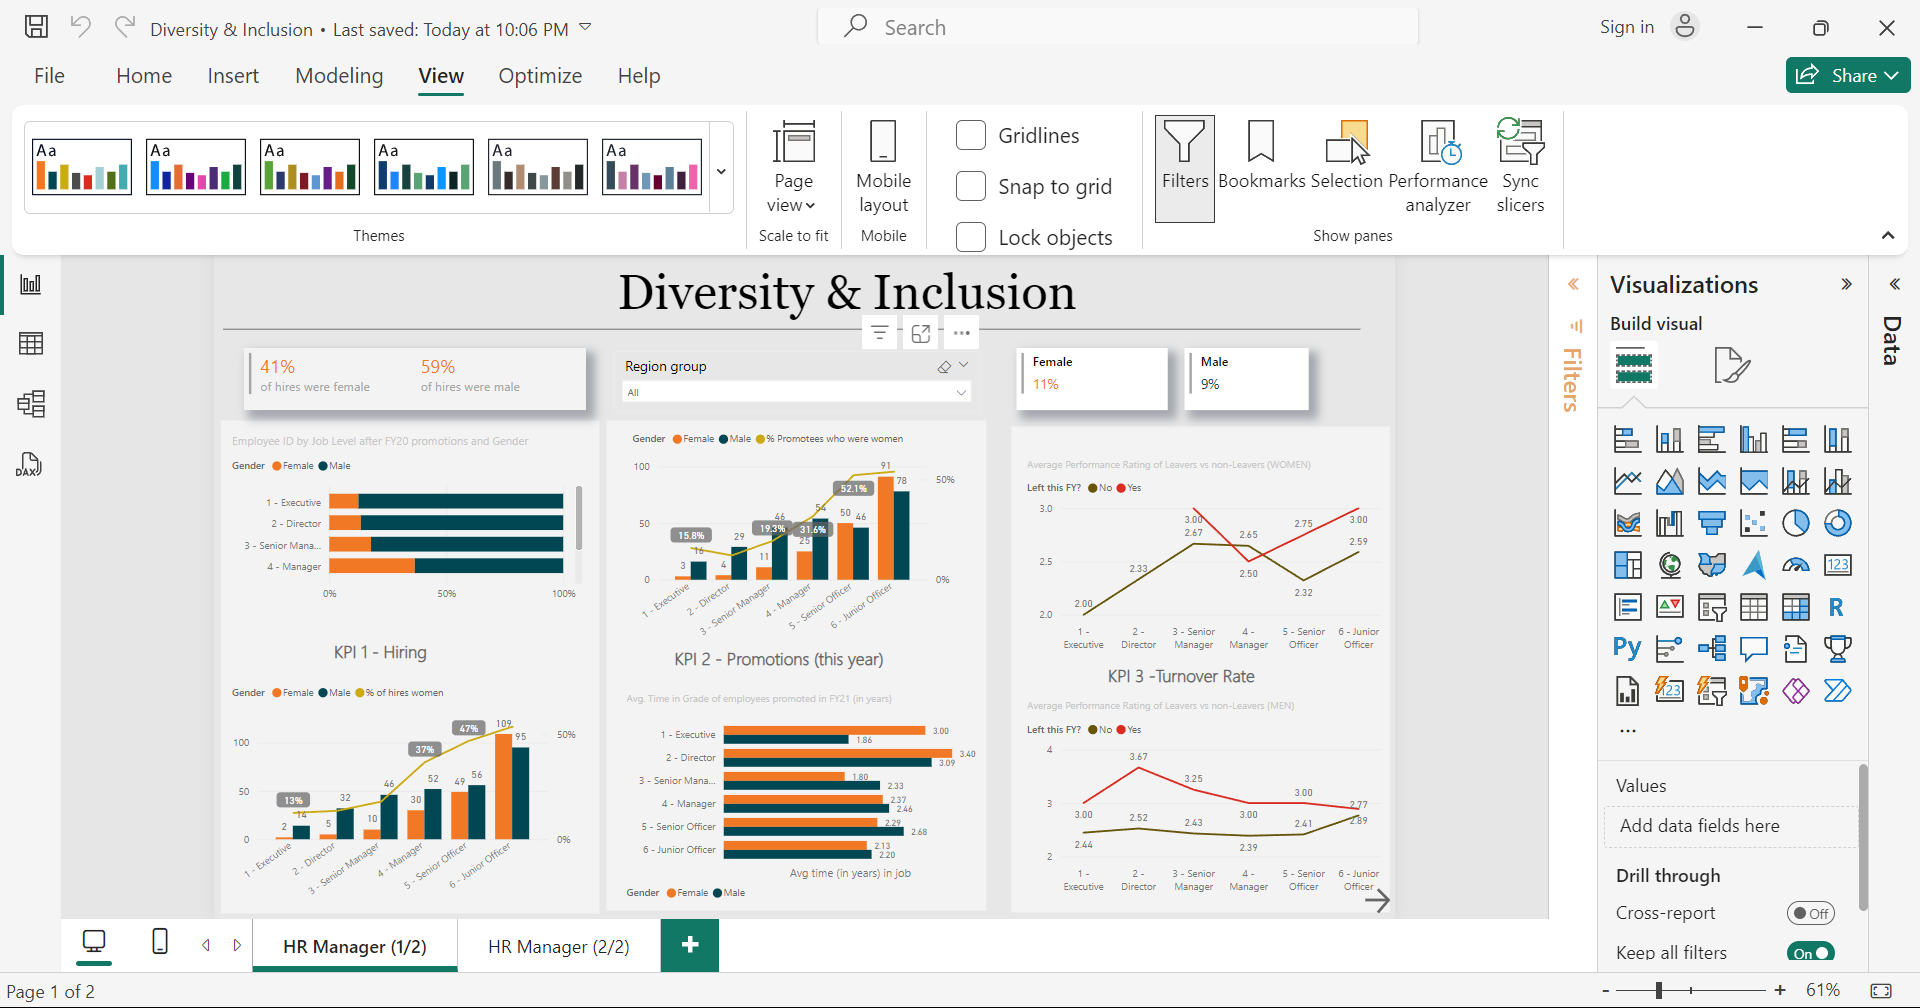 Diversity & Inclusion • Last saved: Today at 10:06 PM
Search
Sign in
File Home Insert Modeling View Optimize Help
Share
Aa Aa Aa Aa Aa Aa
Themes
Page view
Scale to fit
Mobile layout
Mobile
Gridlines
Snap to grid
Lock objects
Filters Bookmarks Selection Performance analyzer Sync slicers
Show panes
DAX
Diversity & Inclusion
41%
of hires were female
59%
of hires were male
Region group
All
Female
11%
Male
9%
Employee ID by Job Level after FY20 promotions and Gender
Gender Female Male
1 - Executive
2 - Director
3 - Senior Mana...
4 - Manager
0% 50% 100%
KPI 1 - Hiring
Gender Female Male % of hires women
100
50
0
50%
0%
2 14 5 32 10 46 30 52 49 56 109 95
13% 37% 47%
1 - Executive
2 - Director
3 - Senior Manager
4 - Manager
5 - Senior Officer
6 - Junior Officer
Gender Female Male % Promotees who were women
100
50
0
50%
0%
3 16 4 29 11 46 25 54 50 46 91 78
15.8% 19.3% 31.6% 52.1%
1 - Executive
2 - Director
3 - Senior Manager
4 - Manager
5 - Senior Officer
6 - Junior Officer
KPI 2 - Promotions (this year)
Avg. Time in Grade of employees promoted in FY21 (in years)
1 - Executive 3.00 1.86
2 - Director 3.40 3.09
3 - Senior Mana... 1.80 2.33
4 - Manager 2.37 2.46
5 - Senior Officer 2.29 2.68
6 - Junior Officer 2.13 2.20
Avg time (in years) in job
Gender Female Male
Average Performance Rating of Leavers vs non-Leavers (WOMEN)
Left this FY? No Yes
3.0
2.5
2.0
2.00 2.33 3.00 2.67 2.65 2.50 2.75 2.32 3.00 2.59
1 - Executive
2 - Director
3 - Senior Manager
4 - Manager
5 - Senior Officer
6 - Junior Officer
KPI 3 -Turnover Rate
Average Performance Rating of Leavers vs non-Leavers (MEN)
Left this FY? No Yes
4
3
2
3.00 2.44 3.67 2.52 3.25 2.43 3.00 2.39 3.00 2.41 2.77 2.89
1 - Executive
2 - Director
3 - Senior Manager
4 - Manager
5 - Senior Officer
6 - Junior Officer
Filters
Visualizations
Build visual
123
R
Py
123
...
Values
Add data fields here
Drill through
Cross-report Off
Keep all filters On
Data
HR Manager (1/2) HR Manager (2/2) +
Page 1 of 2
- + 61%